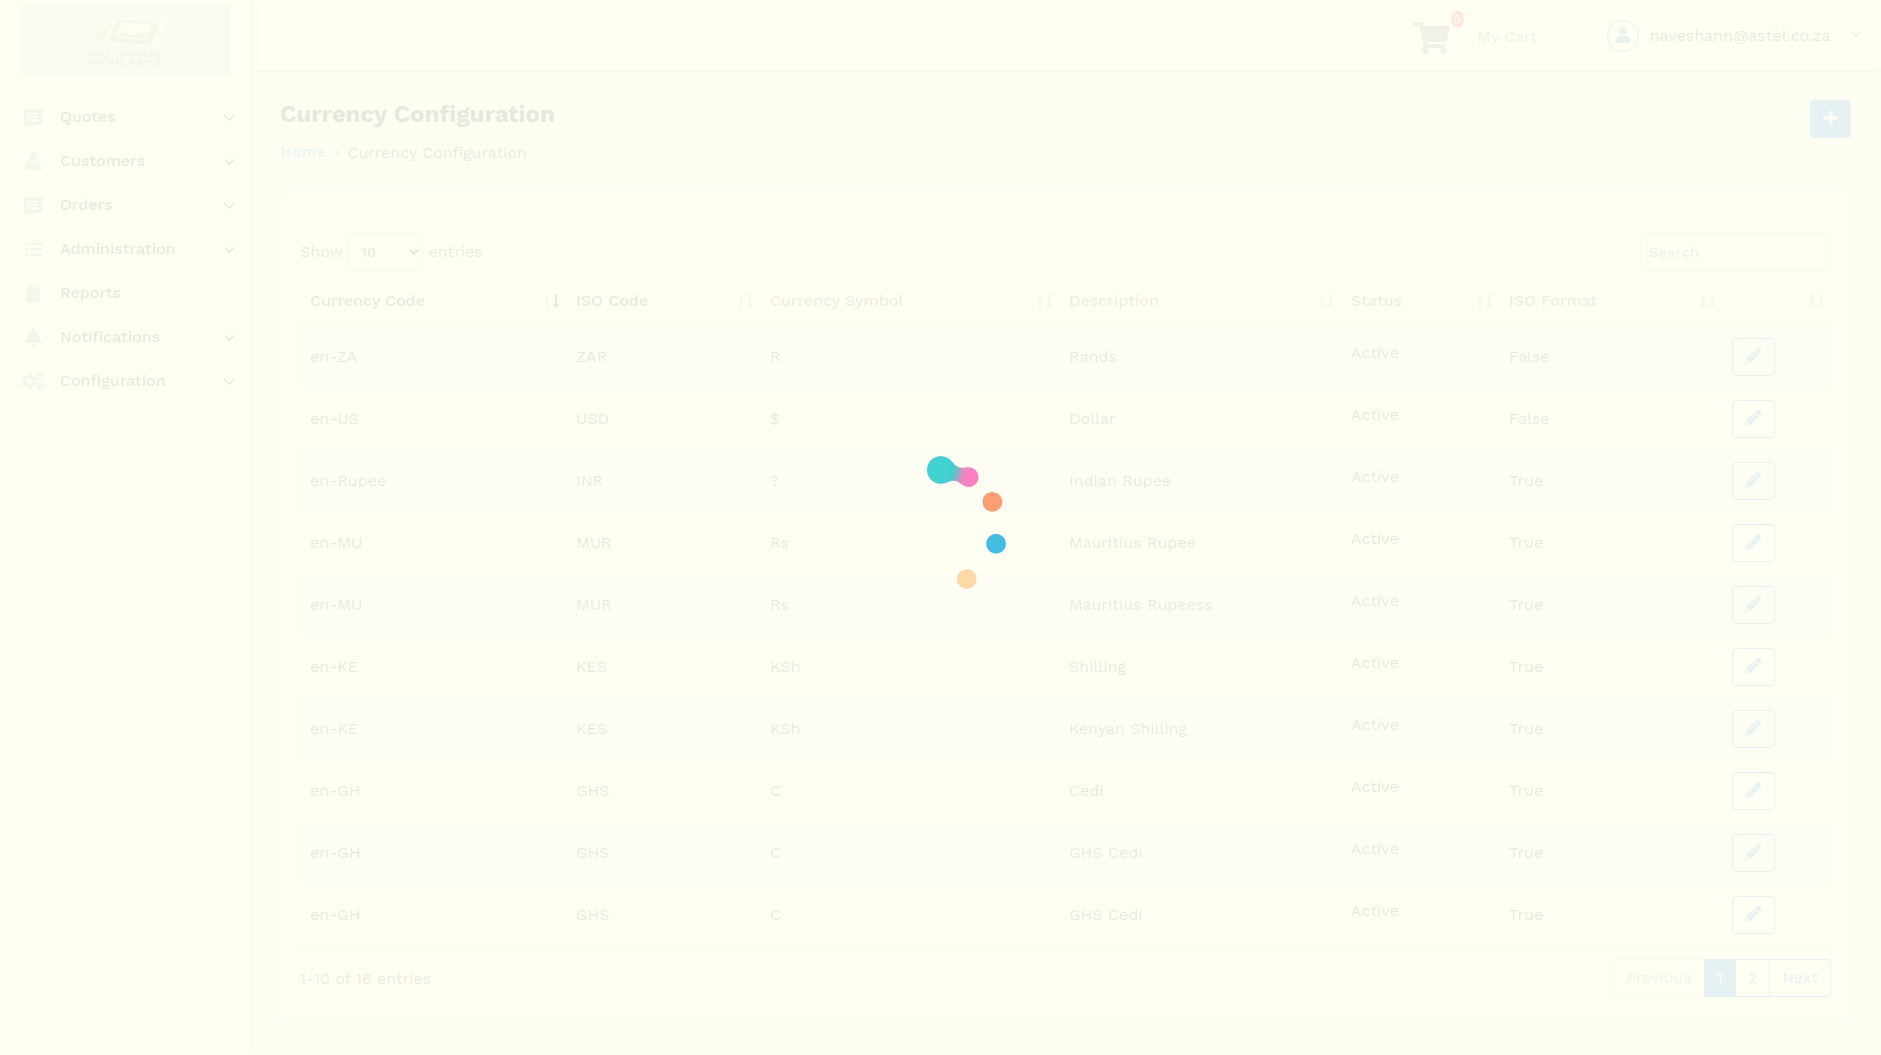 NO IMAGE
AVAILABLE
0
My Cart
naveshann@astel.co.za
Quotes
Customers
Orders
Administration
Reports
Notifications
Configuration
Currency Configuration
Home > Currency Configuration
Show 10 entries
Search
Currency Code ISO Code Currency Symbol Description Status ISO Format
en-ZA ZAR R Rands Active False
en-US USD $ Dollar Active False
en-Rupee INR ? Indian Rupee Active True
en-MU MUR Rs Mauritius Rupee Active True
en-MU MUR Rs Mauritius Rupeess Active True
en-KE KES KSh Shilling Active True
en-KE KES KSh Kenyan Shilling Active True
en-GH GHS C Cedi Active True
en-GH GHS C GHS Cedi Active True
en-GH GHS C GHS Cedi Active True
1-10 of 16 entries
Previous 1 2 Next